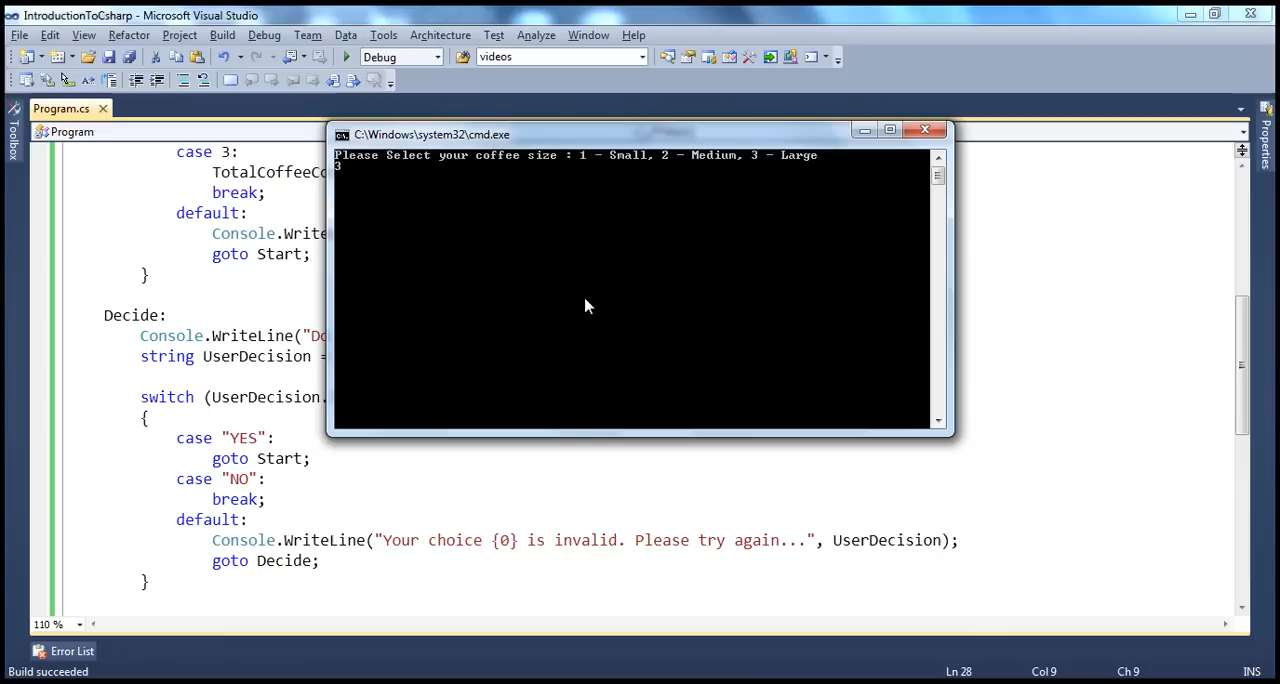 IntroductionToCsharp - Microsoft Visual Studio
File Edit View Refactor Project Build Debug Team Data Tools Test Architecture Analyze Window Help
Debug videos
Program.cs
Program
Toolbox
Properties
C:\Windows\system32\cmd.exe
Please Select your coffee size : 1 - Small, 2 - Medium, 3 - Large
3
case 3:
TotalCoffeeCo
break;
default:
Console.Write
goto Start;
}
Decide:
Console.WriteLine("Do
string UserDecision =
switch (UserDecision.
{
case "YES":
goto Start;
case "NO":
break;
default:
Console.WriteLine("Your choice {0} is invalid. Please try again...", UserDecision);
goto Decide;
}
110 %
Error List
Build succeeded Ln 28 Col 9 Ch 9 INS